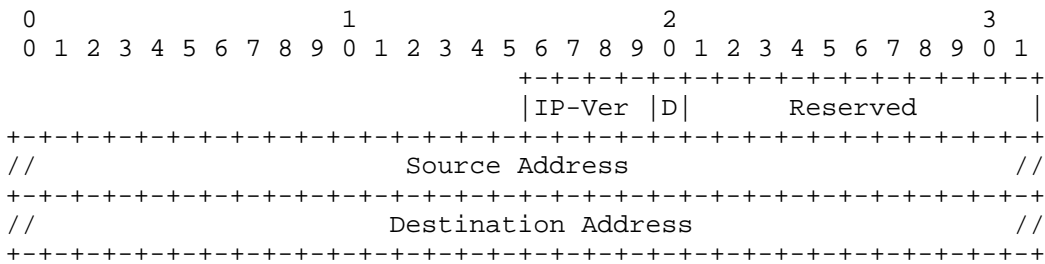 0                   1                   2                   3
 0 1 2 3 4 5 6 7 8 9 0 1 2 3 4 5 6 7 8 9 0 1 2 3 4 5 6 7 8 9 0 1
                                +-+-+-+-+-+-+-+-+-+-+-+-+-+-+-+-+
                                |IP-Ver |D|      Reserved       |
+-+-+-+-+-+-+-+-+-+-+-+-+-+-+-+-+-+-+-+-+-+-+-+-+-+-+-+-+-+-+-+-+
//                        Source Address                       //
+-+-+-+-+-+-+-+-+-+-+-+-+-+-+-+-+-+-+-+-+-+-+-+-+-+-+-+-+-+-+-+-+
//                       Destination Address                   //
+-+-+-+-+-+-+-+-+-+-+-+-+-+-+-+-+-+-+-+-+-+-+-+-+-+-+-+-+-+-+-+-+